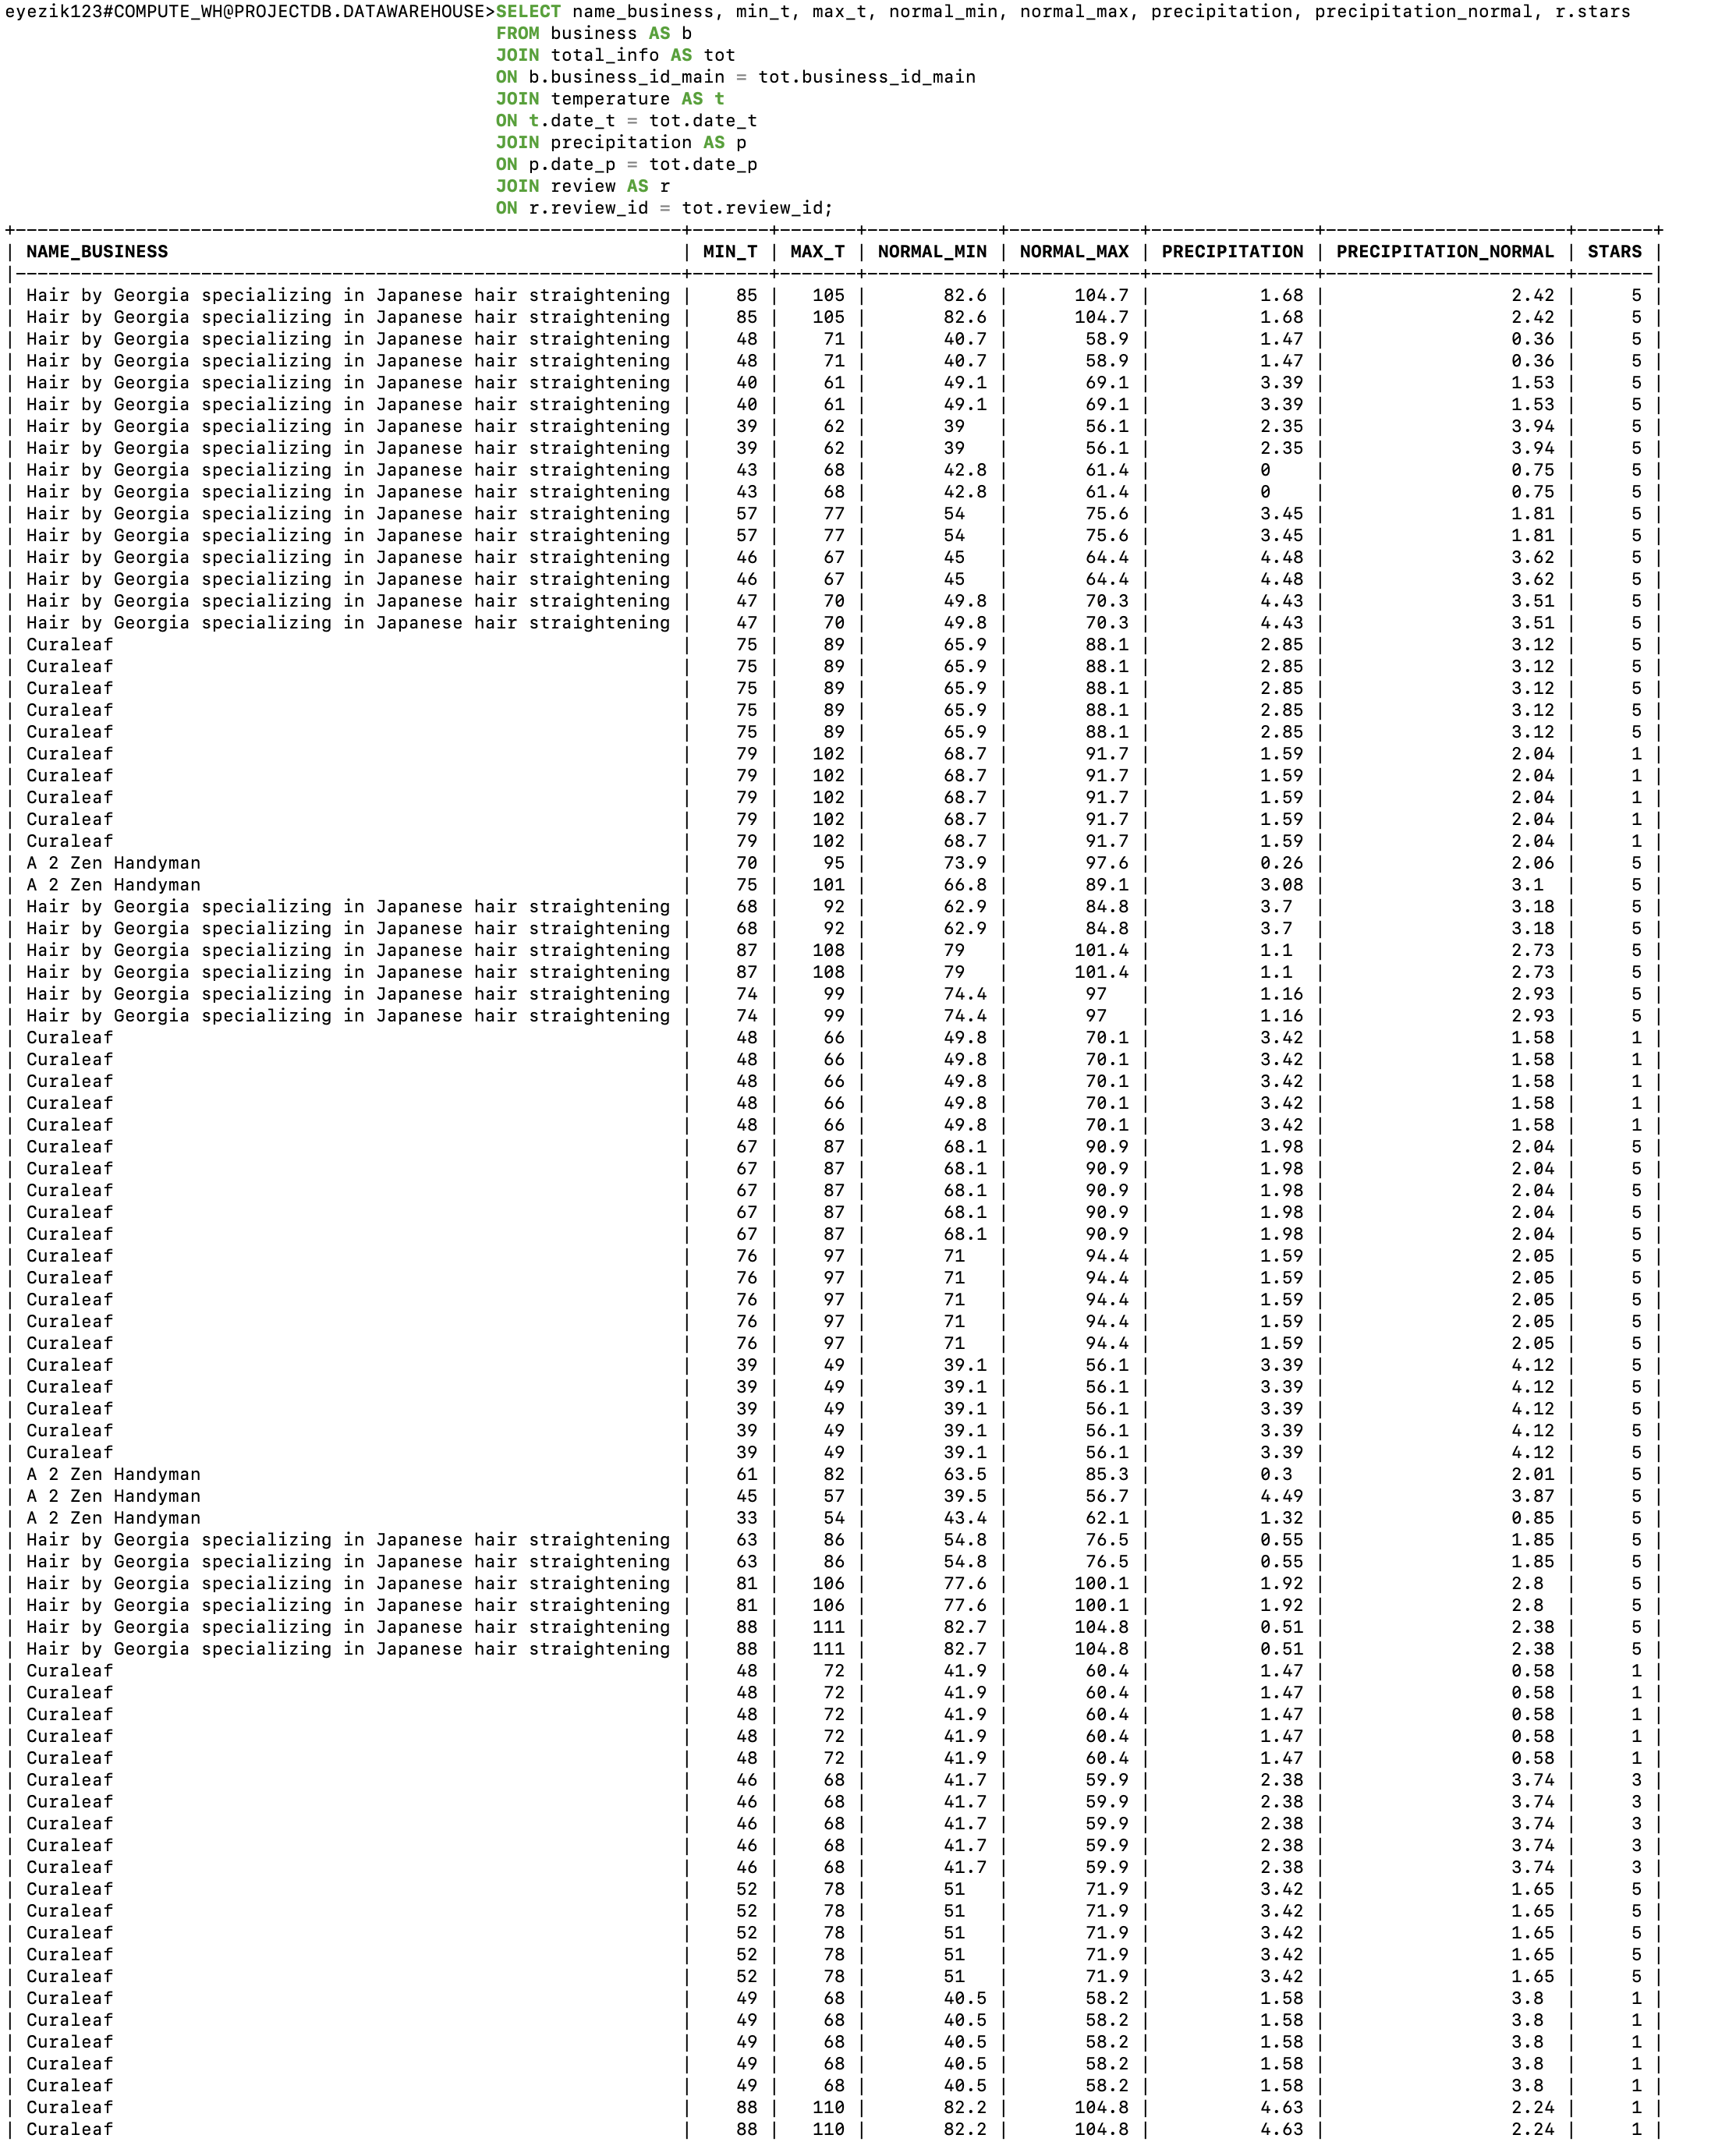 eyezik123#COMPUTE_WH@PROJECTDB.DATAWAREHOUSE>SELECT name_business, min_t, max_t, normal_min, normal_max, precipitation, precipitation_normal, r.stars
FROM business AS b
JOIN total_info AS tot
ON b.business_id_main = tot.business_id_main
JOIN temperature AS t
ON t.date_t = tot.date_t
JOIN precipitation AS p
ON p.date_p = tot.date_p
JOIN review AS r
ON r.review_id = tot.review_id;
| NAME_BUSINESS | MIN_T | MAX_T | NORMAL_MIN | NORMAL_MAX | PRECIPITATION | PRECIPITATION_NORMAL | STARS |
| Hair by Georgia specializing in Japanese hair straightening | 85 | 105 | 82.6 | 104.7 | 1.68 | 2.42 | 5 |
| Hair by Georgia specializing in Japanese hair straightening | 85 | 105 | 82.6 | 104.7 | 1.68 | 2.42 | 5 |
| Hair by Georgia specializing in Japanese hair straightening | 48 | 71 | 40.7 | 58.9 | 1.47 | 0.36 | 5 |
| Hair by Georgia specializing in Japanese hair straightening | 48 | 71 | 40.7 | 58.9 | 1.47 | 0.36 | 5 |
| Hair by Georgia specializing in Japanese hair straightening | 40 | 61 | 49.1 | 69.1 | 3.39 | 1.53 | 5 |
| Hair by Georgia specializing in Japanese hair straightening | 40 | 61 | 49.1 | 69.1 | 3.39 | 1.53 | 5 |
| Hair by Georgia specializing in Japanese hair straightening | 39 | 62 | 39 | 56.1 | 2.35 | 3.94 | 5 |
| Hair by Georgia specializing in Japanese hair straightening | 39 | 62 | 39 | 56.1 | 2.35 | 3.94 | 5 |
| Hair by Georgia specializing in Japanese hair straightening | 43 | 68 | 42.8 | 61.4 | 0 | 0.75 | 5 |
| Hair by Georgia specializing in Japanese hair straightening | 43 | 68 | 42.8 | 61.4 | 0 | 0.75 | 5 |
| Hair by Georgia specializing in Japanese hair straightening | 57 | 77 | 54 | 75.6 | 3.45 | 1.81 | 5 |
| Hair by Georgia specializing in Japanese hair straightening | 57 | 77 | 54 | 75.6 | 3.45 | 1.81 | 5 |
| Hair by Georgia specializing in Japanese hair straightening | 46 | 67 | 45 | 64.4 | 4.48 | 3.62 | 5 |
| Hair by Georgia specializing in Japanese hair straightening | 46 | 67 | 45 | 64.4 | 4.48 | 3.62 | 5 |
| Hair by Georgia specializing in Japanese hair straightening | 47 | 70 | 49.8 | 70.3 | 4.43 | 3.51 | 5 |
| Hair by Georgia specializing in Japanese hair straightening | 47 | 70 | 49.8 | 70.3 | 4.43 | 3.51 | 5 |
| Curaleaf | 75 | 89 | 65.9 | 88.1 | 2.85 | 3.12 | 5 |
| Curaleaf | 75 | 89 | 65.9 | 88.1 | 2.85 | 3.12 | 5 |
| Curaleaf | 75 | 89 | 65.9 | 88.1 | 2.85 | 3.12 | 5 |
| Curaleaf | 75 | 89 | 65.9 | 88.1 | 2.85 | 3.12 | 5 |
| Curaleaf | 75 | 89 | 65.9 | 88.1 | 2.85 | 3.12 | 5 |
| Curaleaf | 79 | 102 | 68.7 | 91.7 | 1.59 | 2.04 | 1 |
| Curaleaf | 79 | 102 | 68.7 | 91.7 | 1.59 | 2.04 | 1 |
| Curaleaf | 79 | 102 | 68.7 | 91.7 | 1.59 | 2.04 | 1 |
| Curaleaf | 79 | 102 | 68.7 | 91.7 | 1.59 | 2.04 | 1 |
| Curaleaf | 79 | 102 | 68.7 | 91.7 | 1.59 | 2.04 | 1 |
| A 2 Zen Handyman | 70 | 95 | 73.9 | 97.6 | 0.26 | 2.06 | 5 |
| A 2 Zen Handyman | 75 | 101 | 66.8 | 89.1 | 3.08 | 3.1 | 5 |
| Hair by Georgia specializing in Japanese hair straightening | 68 | 92 | 62.9 | 84.8 | 3.7 | 3.18 | 5 |
| Hair by Georgia specializing in Japanese hair straightening | 68 | 92 | 62.9 | 84.8 | 3.7 | 3.18 | 5 |
| Hair by Georgia specializing in Japanese hair straightening | 87 | 108 | 79 | 101.4 | 1.1 | 2.73 | 5 |
| Hair by Georgia specializing in Japanese hair straightening | 87 | 108 | 79 | 101.4 | 1.1 | 2.73 | 5 |
| Hair by Georgia specializing in Japanese hair straightening | 74 | 99 | 74.4 | 97 | 1.16 | 2.93 | 5 |
| Hair by Georgia specializing in Japanese hair straightening | 74 | 99 | 74.4 | 97 | 1.16 | 2.93 | 5 |
| Curaleaf | 48 | 66 | 49.8 | 70.1 | 3.42 | 1.58 | 1 |
| Curaleaf | 48 | 66 | 49.8 | 70.1 | 3.42 | 1.58 | 1 |
| Curaleaf | 48 | 66 | 49.8 | 70.1 | 3.42 | 1.58 | 1 |
| Curaleaf | 48 | 66 | 49.8 | 70.1 | 3.42 | 1.58 | 1 |
| Curaleaf | 48 | 66 | 49.8 | 70.1 | 3.42 | 1.58 | 1 |
| Curaleaf | 67 | 87 | 68.1 | 90.9 | 1.98 | 2.04 | 5 |
| Curaleaf | 67 | 87 | 68.1 | 90.9 | 1.98 | 2.04 | 5 |
| Curaleaf | 67 | 87 | 68.1 | 90.9 | 1.98 | 2.04 | 5 |
| Curaleaf | 67 | 87 | 68.1 | 90.9 | 1.98 | 2.04 | 5 |
| Curaleaf | 67 | 87 | 68.1 | 90.9 | 1.98 | 2.04 | 5 |
| Curaleaf | 76 | 97 | 71 | 94.4 | 1.59 | 2.05 | 5 |
| Curaleaf | 76 | 97 | 71 | 94.4 | 1.59 | 2.05 | 5 |
| Curaleaf | 76 | 97 | 71 | 94.4 | 1.59 | 2.05 | 5 |
| Curaleaf | 76 | 97 | 71 | 94.4 | 1.59 | 2.05 | 5 |
| Curaleaf | 76 | 97 | 71 | 94.4 | 1.59 | 2.05 | 5 |
| Curaleaf | 39 | 49 | 39.1 | 56.1 | 3.39 | 4.12 | 5 |
| Curaleaf | 39 | 49 | 39.1 | 56.1 | 3.39 | 4.12 | 5 |
| Curaleaf | 39 | 49 | 39.1 | 56.1 | 3.39 | 4.12 | 5 |
| Curaleaf | 39 | 49 | 39.1 | 56.1 | 3.39 | 4.12 | 5 |
| Curaleaf | 39 | 49 | 39.1 | 56.1 | 3.39 | 4.12 | 5 |
| A 2 Zen Handyman | 61 | 82 | 63.5 | 85.3 | 0.3 | 2.01 | 5 |
| A 2 Zen Handyman | 45 | 57 | 39.5 | 56.7 | 4.49 | 3.87 | 5 |
| A 2 Zen Handyman | 33 | 54 | 43.4 | 62.1 | 1.32 | 0.85 | 5 |
| Hair by Georgia specializing in Japanese hair straightening | 63 | 86 | 54.8 | 76.5 | 0.55 | 1.85 | 5 |
| Hair by Georgia specializing in Japanese hair straightening | 63 | 86 | 54.8 | 76.5 | 0.55 | 1.85 | 5 |
| Hair by Georgia specializing in Japanese hair straightening | 81 | 106 | 77.6 | 100.1 | 1.92 | 2.8 | 5 |
| Hair by Georgia specializing in Japanese hair straightening | 81 | 106 | 77.6 | 100.1 | 1.92 | 2.8 | 5 |
| Hair by Georgia specializing in Japanese hair straightening | 88 | 111 | 82.7 | 104.8 | 0.51 | 2.38 | 5 |
| Hair by Georgia specializing in Japanese hair straightening | 88 | 111 | 82.7 | 104.8 | 0.51 | 2.38 | 5 |
| Curaleaf | 48 | 72 | 41.9 | 60.4 | 1.47 | 0.58 | 1 |
| Curaleaf | 48 | 72 | 41.9 | 60.4 | 1.47 | 0.58 | 1 |
| Curaleaf | 48 | 72 | 41.9 | 60.4 | 1.47 | 0.58 | 1 |
| Curaleaf | 48 | 72 | 41.9 | 60.4 | 1.47 | 0.58 | 1 |
| Curaleaf | 48 | 72 | 41.9 | 60.4 | 1.47 | 0.58 | 1 |
| Curaleaf | 46 | 68 | 41.7 | 59.9 | 2.38 | 3.74 | 3 |
| Curaleaf | 46 | 68 | 41.7 | 59.9 | 2.38 | 3.74 | 3 |
| Curaleaf | 46 | 68 | 41.7 | 59.9 | 2.38 | 3.74 | 3 |
| Curaleaf | 46 | 68 | 41.7 | 59.9 | 2.38 | 3.74 | 3 |
| Curaleaf | 46 | 68 | 41.7 | 59.9 | 2.38 | 3.74 | 3 |
| Curaleaf | 52 | 78 | 51 | 71.9 | 3.42 | 1.65 | 5 |
| Curaleaf | 52 | 78 | 51 | 71.9 | 3.42 | 1.65 | 5 |
| Curaleaf | 52 | 78 | 51 | 71.9 | 3.42 | 1.65 | 5 |
| Curaleaf | 52 | 78 | 51 | 71.9 | 3.42 | 1.65 | 5 |
| Curaleaf | 52 | 78 | 51 | 71.9 | 3.42 | 1.65 | 5 |
| Curaleaf | 49 | 68 | 40.5 | 58.2 | 1.58 | 3.8 | 1 |
| Curaleaf | 49 | 68 | 40.5 | 58.2 | 1.58 | 3.8 | 1 |
| Curaleaf | 49 | 68 | 40.5 | 58.2 | 1.58 | 3.8 | 1 |
| Curaleaf | 49 | 68 | 40.5 | 58.2 | 1.58 | 3.8 | 1 |
| Curaleaf | 49 | 68 | 40.5 | 58.2 | 1.58 | 3.8 | 1 |
| Curaleaf | 88 | 110 | 82.2 | 104.8 | 4.63 | 2.24 | 1 |
| Curaleaf | 88 | 110 | 82.2 | 104.8 | 4.63 | 2.24 | 1 |